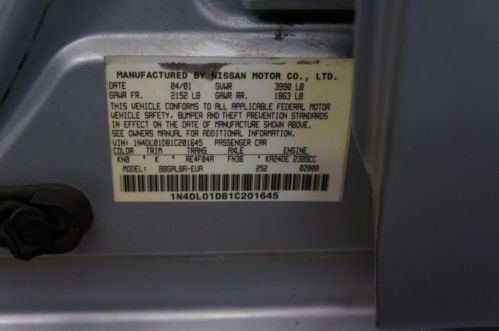 MANUFACTURED BY NISSAN MOTOR CO., LTD.
DATE 04/01 GVWR 3990 LB
GAWR FR. 2152 LB GAWR RR. 1863 LB
THIS VEHICLE CONFORMS TO ALL APPLICABLE FEDERAL MOTOR
VEHICLE SAFETY, BUMPER AND THEFT PREVENTION STANDARDS
IN EFFECT ON THE DATE OF MANUFACTURE SHOWN ABOVE.
SEE OWNERS MANUAL FOR ADDITIONAL INFORMATION.
VIN: 1N4DL01D81C201645 PASSENGER CAR
COLOR TRIM TRANS AXLE ENGINE
KN0 K RE4F04A FN36 KA24DE 2389CC
MODEL: BBGALBA-EUA 252 02000
1N4DL01D81C201645